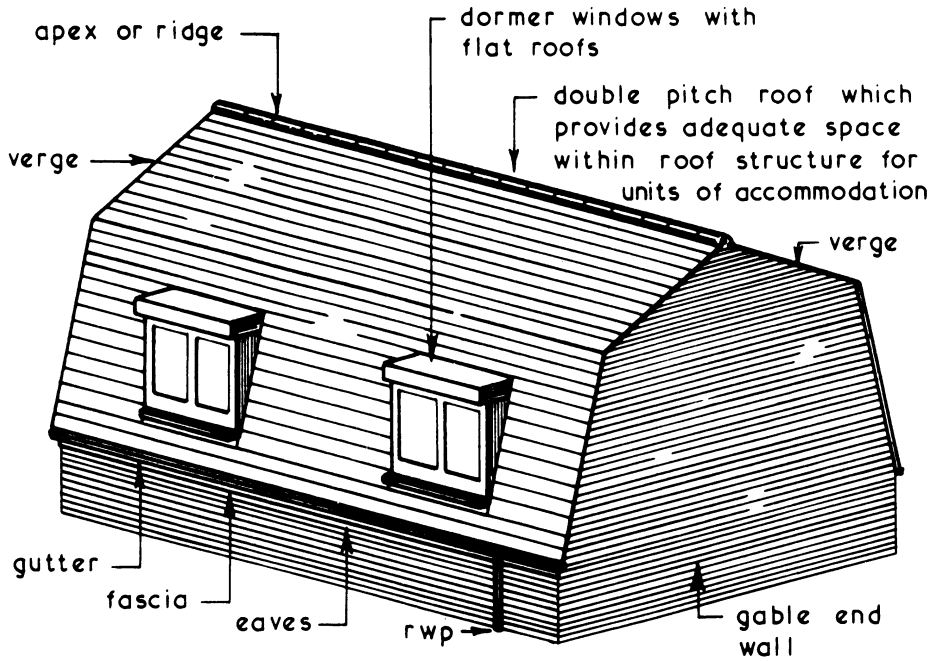 dormer windows with
flat roofs
apex or ridge
double pitch roof which
provides adequate space
within roof structure for
units of accommodation
verge
verge
gutter
fascia
eaves
rwp
gable end
wall